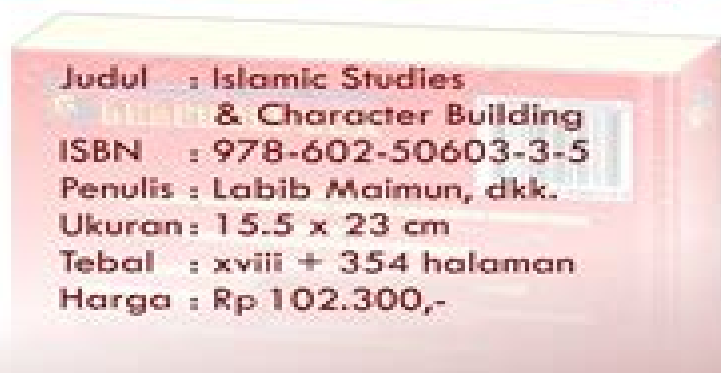 Judul : Islamic Studies
& Character Building
ISBN : 978-602-50603-3-5
Penulis : Labib Maimun, dkk.
Ukuran : 15.5 x 23 cm
Tebal : xviii + 354 halaman
Harga : Rp 102.300,-